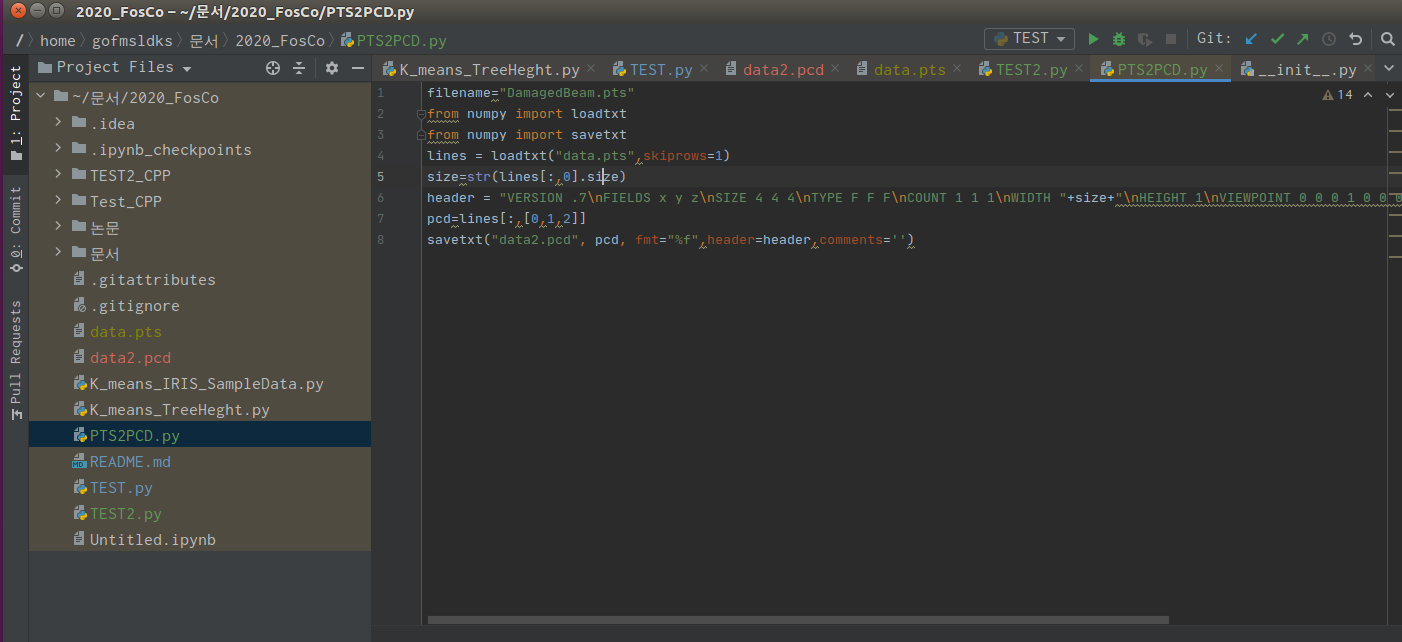 2020_FosCo – ~/문서/2020_FosCo/PTS2PCD.py
/ home gofmsldks 문서 2020_FosCo PTS2PCD.py
TEST
Git:
Project Files
K_means_TreeHeght.py
TEST.py
data2.pcd
data.pts
TEST2.py
PTS2PCD.py
__init__.py
1: Project
0: Commit
Pull Requests
~/문서/2020_FosCo
.idea
.ipynb_checkpoints
TEST2_CPP
Test_CPP
논문
문서
.gitattributes
.gitignore
data.pts
data2.pcd
K_means_IRIS_SampleData.py
K_means_TreeHeght.py
PTS2PCD.py
MD README.md
TEST.py
TEST2.py
Untitled.ipynb
14
1 filename="DamagedBeam.pts"
2 from numpy import loadtxt
3 from numpy import savetxt
4 lines = loadtxt("data.pts",skiprows=1)
5 size=str(lines[:,0].size)
6 header = "VERSION .7\nFIELDS x y z\nSIZE 4 4 4\nTYPE F F F\nCOUNT 1 1 1\nWIDTH "+size+"\nHEIGHT 1\nVIEWPOINT 0 0 0 1 0 0 0
7 pcd=lines[:,[0,1,2]]
8 savetxt("data2.pcd", pcd, fmt="%f",header=header,comments='')